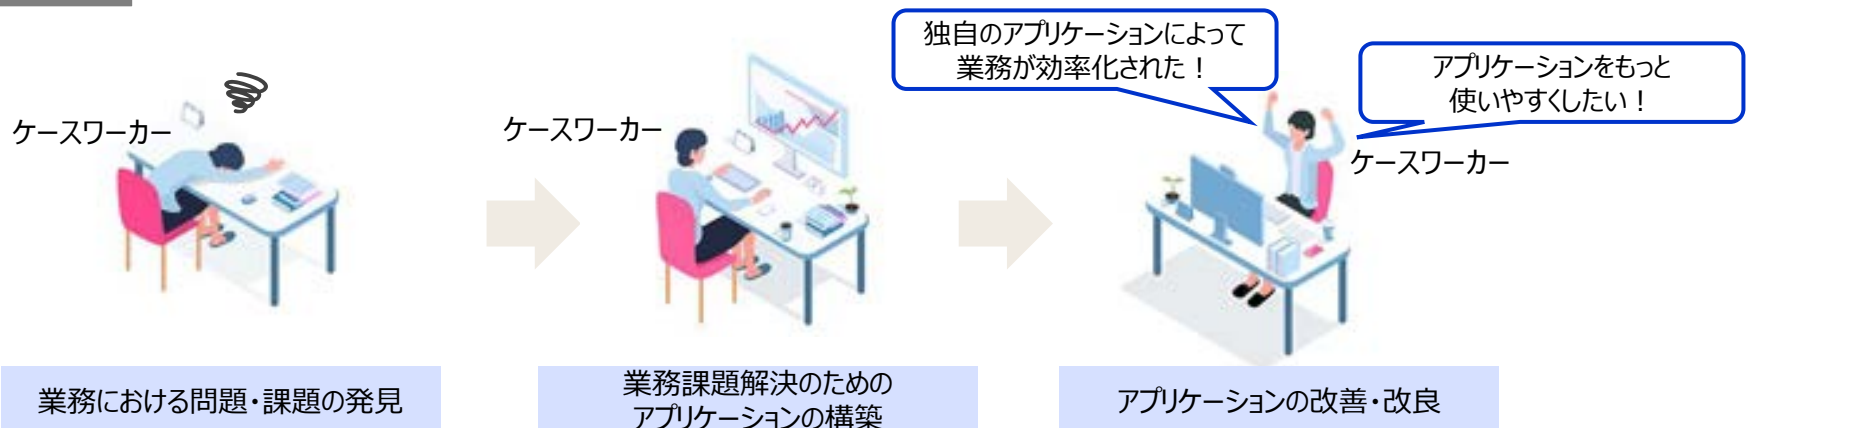 独自のアプリケーションによって
業務が効率化された！
アプリケーションをもっと
使いやすくしたい！
ケースワーカー
ケースワーカー
ケースワーカー
業務における問題・課題の発見
業務課題解決のための
アプリケーションの構築
アプリケーションの改善・改良